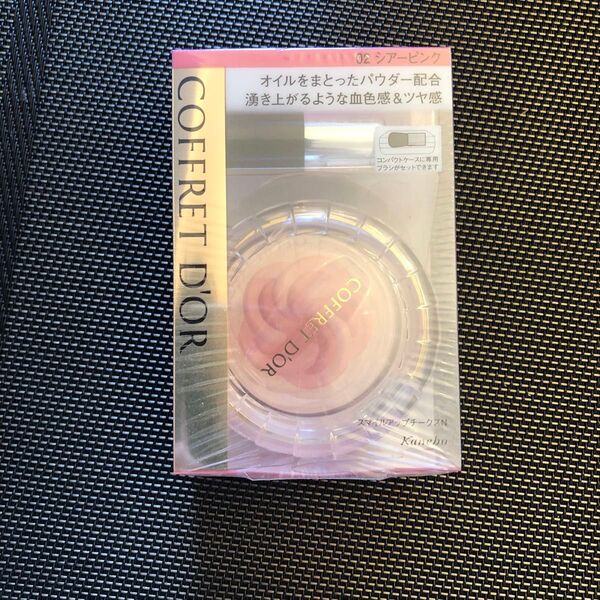 30 シアーピンク
オイルをまとったパウダー配合
湧き上がるような血色感&ツヤ感
コンパクトケースに専用
ブラシがセットできます
COFFRET D'OR
COFFRET D'OR
スマイルアップチークスN
Kanebo